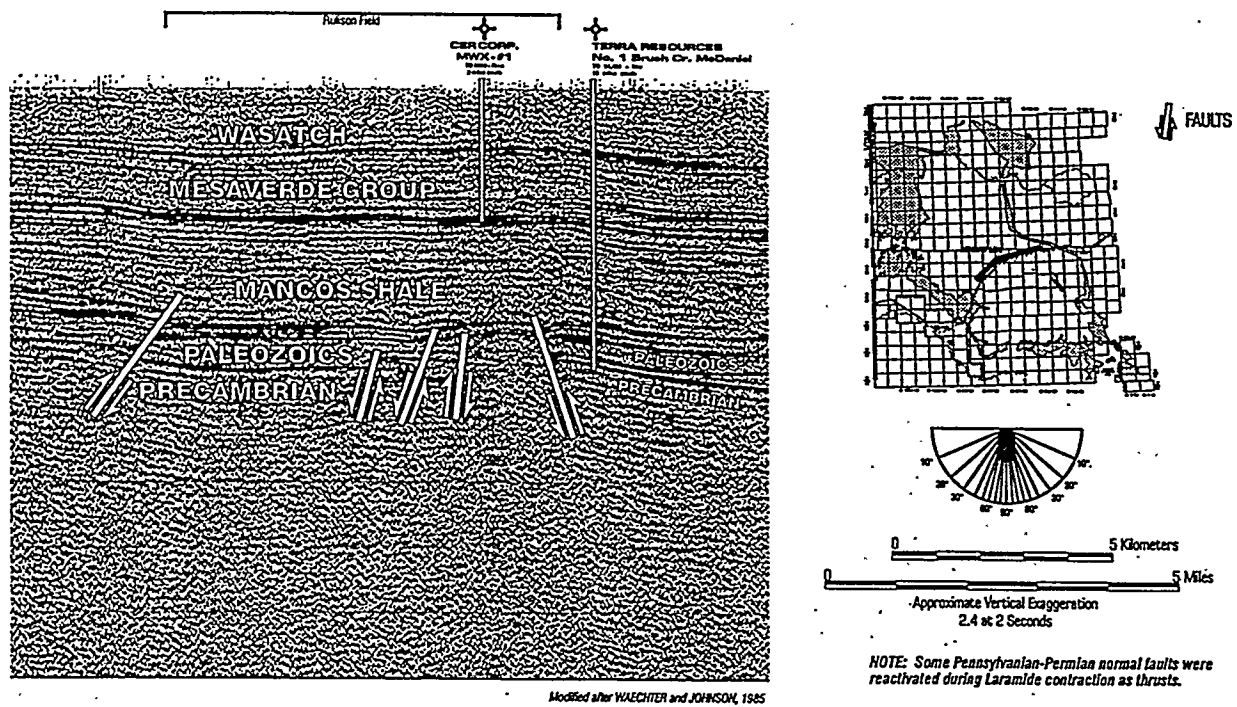 Rulison Field
CER CORP.
MWX-#1
TERRA RESOURCES
No. 1 Brush Cr. McDaniel
WASATCH
MESAVERDE GROUP
MANCOS SHALE
PALEOZOICS
PRECAMBRIAN
PALEOZOICS
PRECAMBRIAN
Modified after WAECHTER and JOHNSON, 1985
FAULTS
10°
20°
30°
60°
90°
60°
30°
20°
10°
0 5 Kilometers
0 5 Miles
Approximate Vertical Exaggeration
2.4 at 2 Seconds
NOTE: Some Pennsylvanian-Permian normal faults were
reactivated during Laramide contraction as thrusts.